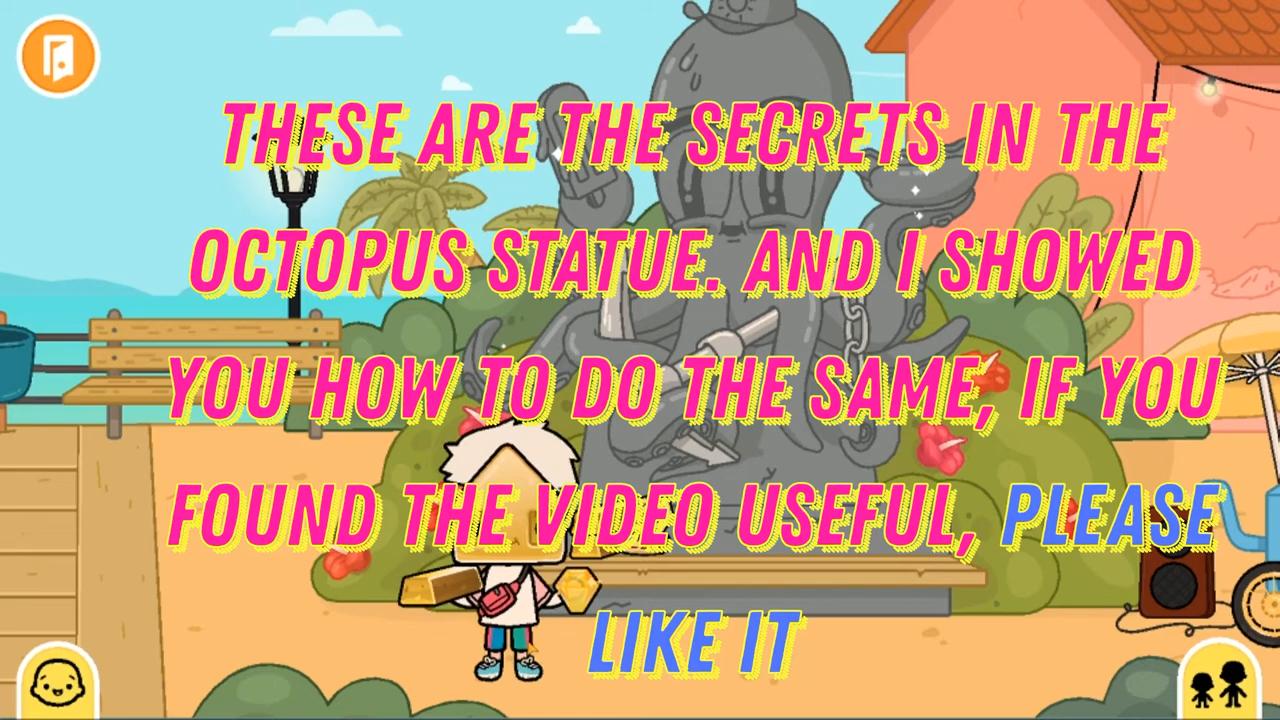 THESE ARE THE SECRETS IN THE
OCTOPUS STATUE. AND I SHOWED
YOU HOW TO DO THE SAME, IF YOU
FOUND THE VIDEO USEFUL, PLEASE
LIKE IT